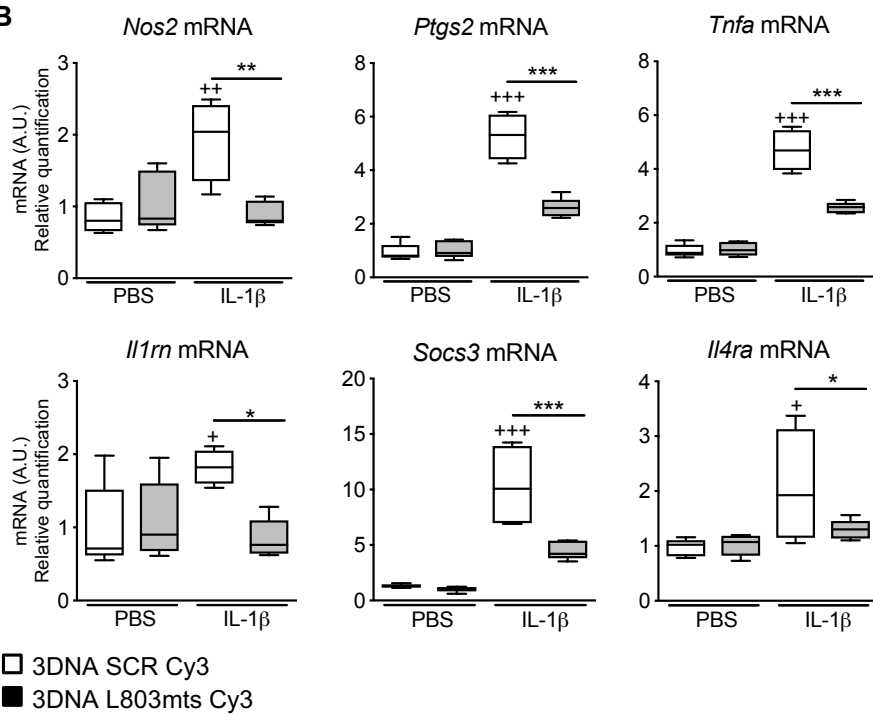 B
Nos2 mRNA
Ptgs2 mRNA
Tnfa mRNA
mRNA (A.U.)
Relative quantification
3
2
1
0
++
**
PBS
IL-1β
8
6
4
2
0
+++
***
PBS
IL-1β
8
6
4
2
0
+++
***
PBS
IL-1β
Il1rn mRNA
Socs3 mRNA
Il4ra mRNA
mRNA (A.U.)
Relative quantification
3
2
1
0
+
*
PBS
IL-1β
20
15
10
5
0
+++
***
PBS
IL-1β
4
3
2
1
0
+
*
PBS
IL-1β
3DNA SCR Cy3
3DNA L803mts Cy3